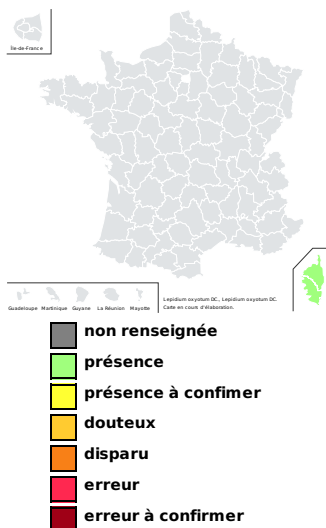 Île-de-France
Guadeloupe Martinique Guyane La Réunion Mayotte
Lepidium oxyotum DC., Lepidium oxyotum DC.
Carte en cours d'élaboration.
non renseignée
présence
présence à confimer
douteux
disparu
erreur
erreur à confirmer